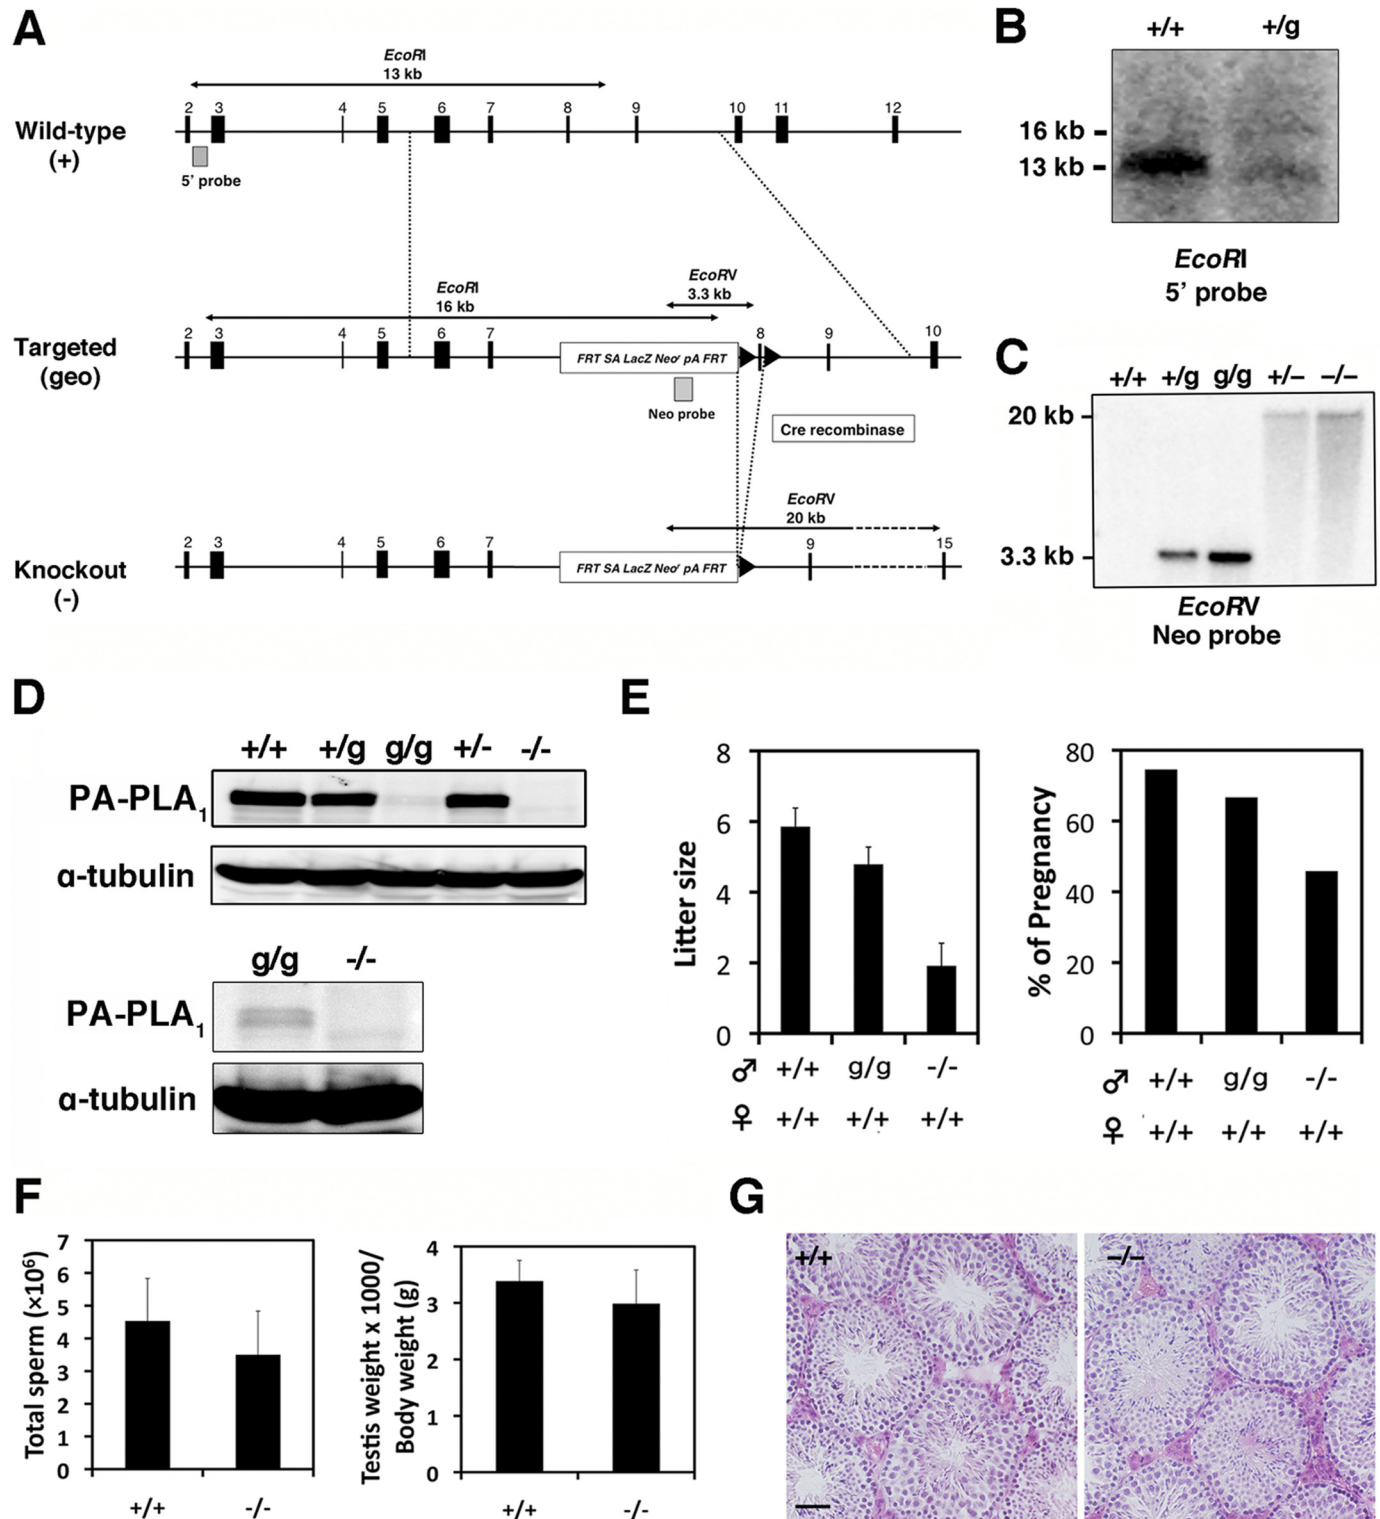 A
EcoRI
13 kb
2 3 4 5 6 7 8 9 10 11 12
Wild-type
(+)
5’ probe
EcoRI
16 kb
EcoRV
3.3 kb
2 3 4 5 6 7 8 9 10
Targeted
(geo)
FRT SA LacZ Neoʳ pA FRT
Neo probe
Cre recombinase
EcoRV
20 kb
2 3 4 5 6 7 9 15
Knockout
(-)
FRT SA LacZ Neoʳ pA FRT
B
+/+ +/g
16 kb
13 kb
EcoRI
5’ probe
C
+/+ +/g g/g +/– –/–
20 kb
3.3 kb
EcoRV
Neo probe
D
+/+ +/g g/g +/- -/-
PA-PLA₁
α-tubulin
g/g -/-
PA-PLA₁
α-tubulin
E
Litter size
8
6
4
2
0
♂ +/+ g/g -/-
♀ +/+ +/+ +/+
% of Pregnancy
80
60
40
20
0
♂ +/+ g/g -/-
♀ +/+ +/+ +/+
F
Total sperm (×10⁶)
7
6
5
4
3
2
1
0
+/+ -/-
Testis weight x 1000/
Body weight (g)
4
3
2
1
0
+/+ -/-
G
+/+
–/–